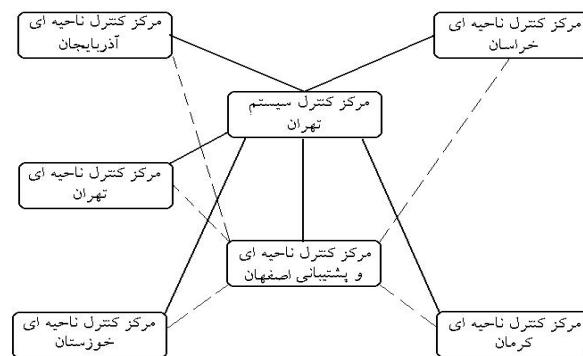 مرکز کنترل ناحیه ای
خراسان
مرکز کنترل ناحیه ای
آذربایجان
مرکز کنترل سیستم
تهران
مرکز کنترل ناحیه ای
تهران
مرکز کنترل ناحیه ای
و پشتیبانی اصفهان
مرکز کنترل ناحیه ای
کرمان
مرکز کنترل ناحیه ای
خوزستان